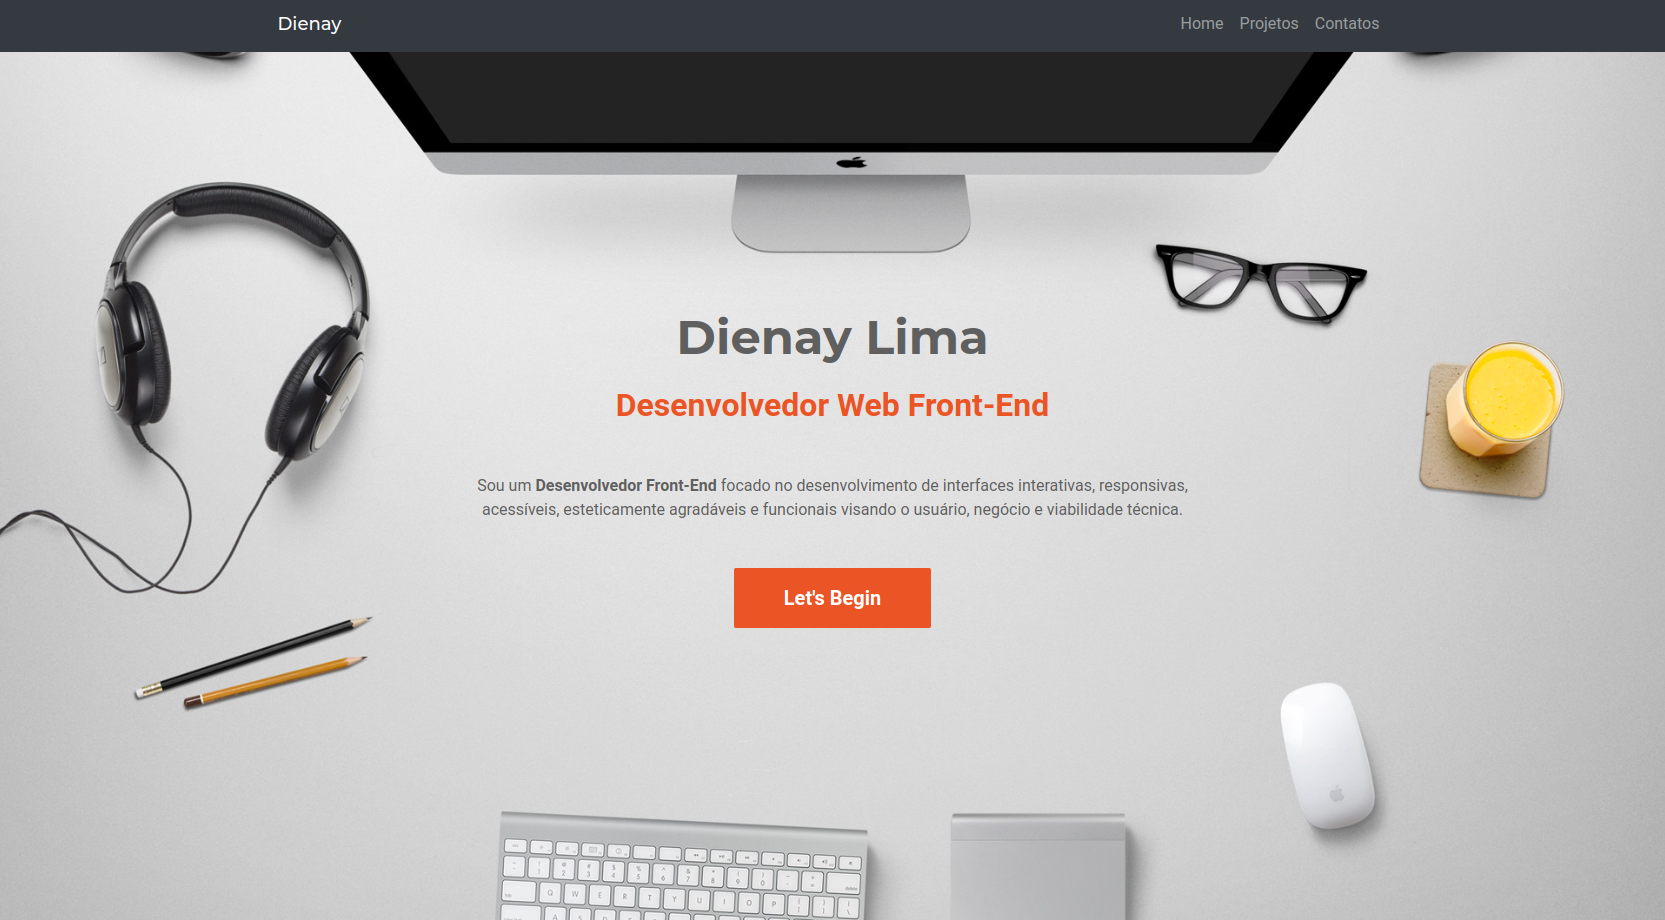 Dienay
Home Projetos Contatos
Dienay Lima
Desenvolvedor Web Front-End
Sou um Desenvolvedor Front-End focado no desenvolvimento de interfaces interativas, responsivas,
acessíveis, esteticamente agradáveis e funcionais visando o usuário, negócio e viabilidade técnica.
Let's Begin